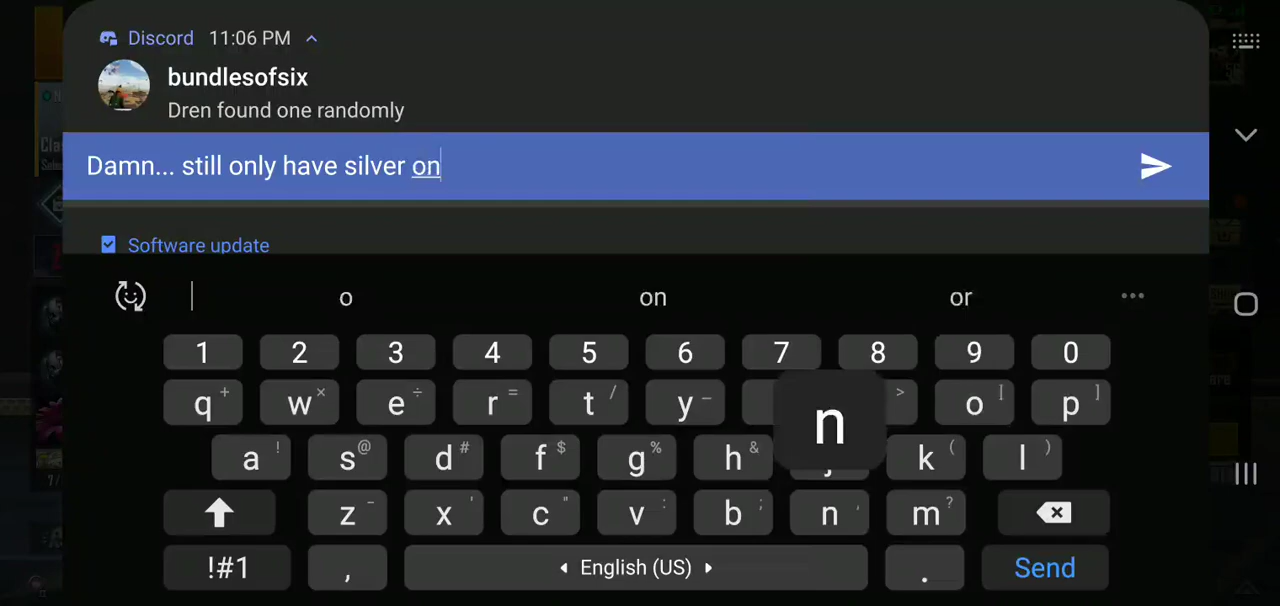 Discord 11:06 PM
bundlesofsix
Dren found one randomly
Damn... still only have silver on
Software update
o on or
1 2 3 4 5 6 7 8 9 0
q + w × e ÷ r = t / y _ > o [ p ]
n
a ! s @ d # f $ g % h & k ( l )
z - x ' c " v : b ; n , m ?
!#1 , English (US) . Send